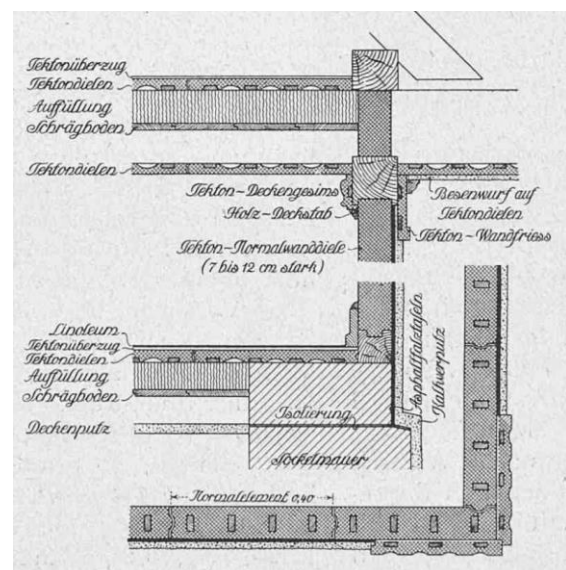 Tektonüberzug
Tektondielen
Auffüllung
Schrägboden
Tektondielen
Tekton-Deckengesims
Holz-Deckstab
Besenwurf auf
Tektondielen
Tekton-Wandfriess
Tekton-Normalwanddiele
(7 bis 12 cm stark)
Linoleum
Tektonüberzug
Tektondielen
Auffüllung
Schrägboden
Deckenputz
Isolierung
Sockelmauer
Asphaltfalztafeln
Kalkverputz
Normalelement 0,40